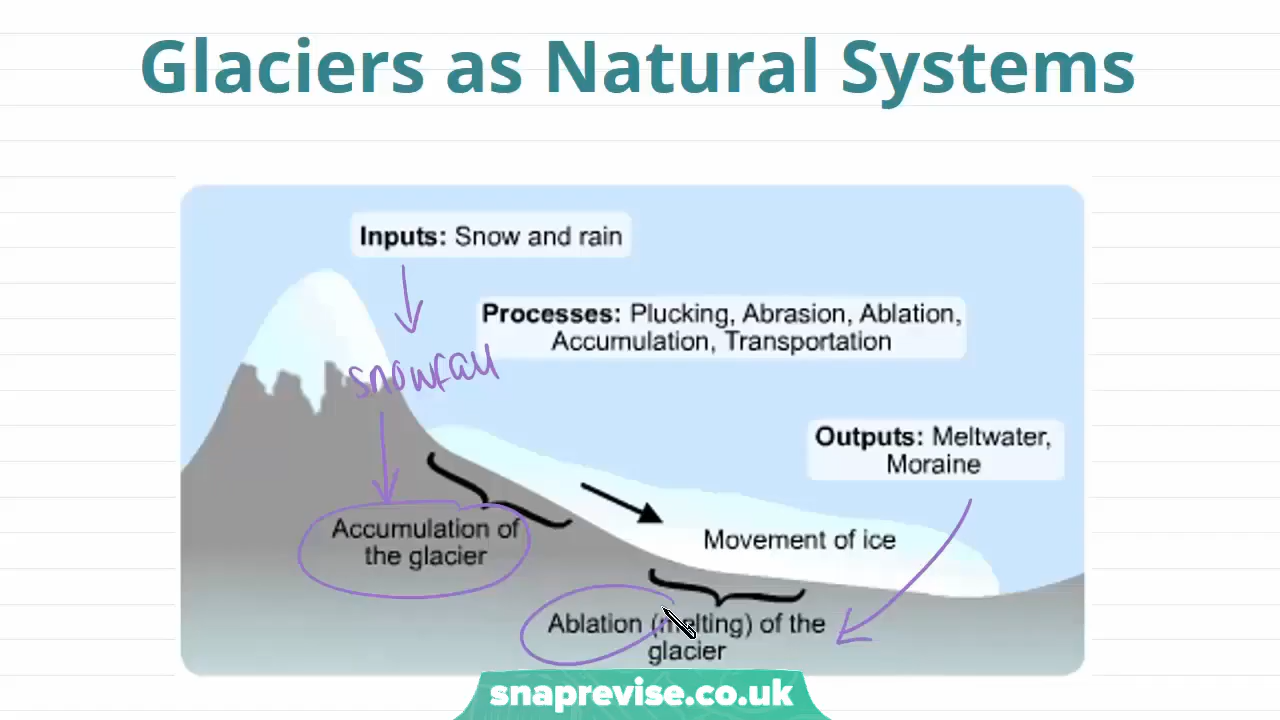 Glaciers as Natural Systems
Inputs: Snow and rain
Processes: Plucking, Abrasion, Ablation,
Accumulation, Transportation
snowfall
Outputs: Meltwater,
Moraine
Accumulation of
the glacier
Movement of ice
Ablation (melting) of the
glacier
snaprevise.co.uk